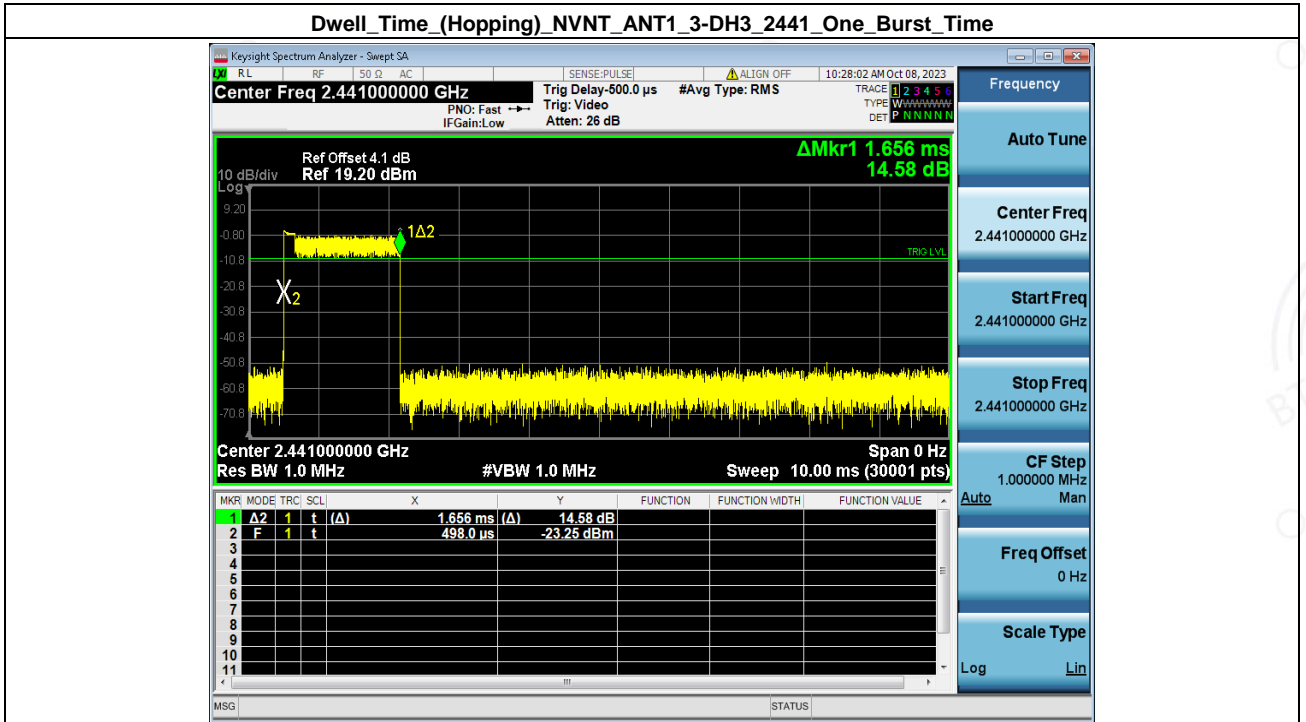 Dwell_Time_(Hopping)_NVNT_ANT1_3-DH3_2441_One_Burst_Time
Keysight Spectrum Analyzer - Swept SA
LXI RL RF 50 Ω AC SENSE:PULSE ALIGN OFF 10:28:02 AM Oct 08, 2023
Center Freq 2.441000000 GHz
PNO: Fast
IFGain:Low
Trig Delay-500.0 µs
Trig: Video
Atten: 26 dB
#Avg Type: RMS
TRACE 1 2 3 4 5 6
TYPE WWWWWW
DET P N N N N N
ΔMkr1 1.656 ms
14.58 dB
Ref Offset 4.1 dB
10 dB/div Ref 19.20 dBm
Log
9.20
-0.80
-10.8
-20.8
-30.8
-40.8
-50.8
-60.8
-70.8
1Δ2
TRIG LVL
2
Center 2.441000000 GHz Span 0 Hz
Res BW 1.0 MHz #VBW 1.0 MHz Sweep 10.00 ms (30001 pts)
MKR MODE TRC SCL X Y FUNCTION FUNCTION WIDTH FUNCTION VALUE
1 Δ2 1 t (Δ) 1.656 ms (Δ) 14.58 dB
2 F 1 t 498.0 µs -23.25 dBm
3
4
5
6
7
8
9
10
11
MSG STATUS
Frequency
Auto Tune
Center Freq
2.441000000 GHz
Start Freq
2.441000000 GHz
Stop Freq
2.441000000 GHz
CF Step
1.000000 MHz
Auto Man
Freq Offset
0 Hz
Scale Type
Log Lin